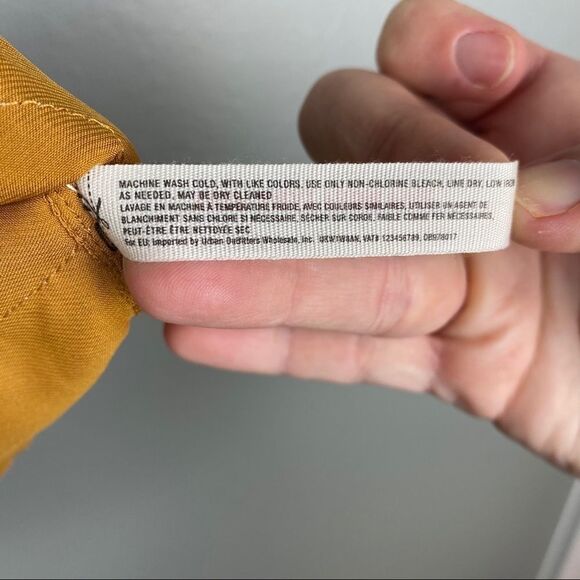 MACHINE WASH COLD, WITH LIKE COLORS. USE ONLY NON-CHLORINE BLEACH, LINE DRY. LOW IRON
AS NEEDED, MAY BE DRY CLEANED
LAVAGE EN MACHINE À TEMPÉRATURE FROIDE, AVEC COULEURS SIMILAIRES, UTILISER UN AGENT DE
BLANCHIMENT SANS CHLORE SI NÉCESSAIRE, SÉCHER SUR CORDE, FAIBLE COMME FER NÉCESSAIRES,
PEUT-ÊTRE ÊTRE NETTOYÉE SEC
For EU: Imported by Urban Outfitters Wholesale, Inc. VAT# 123456789,